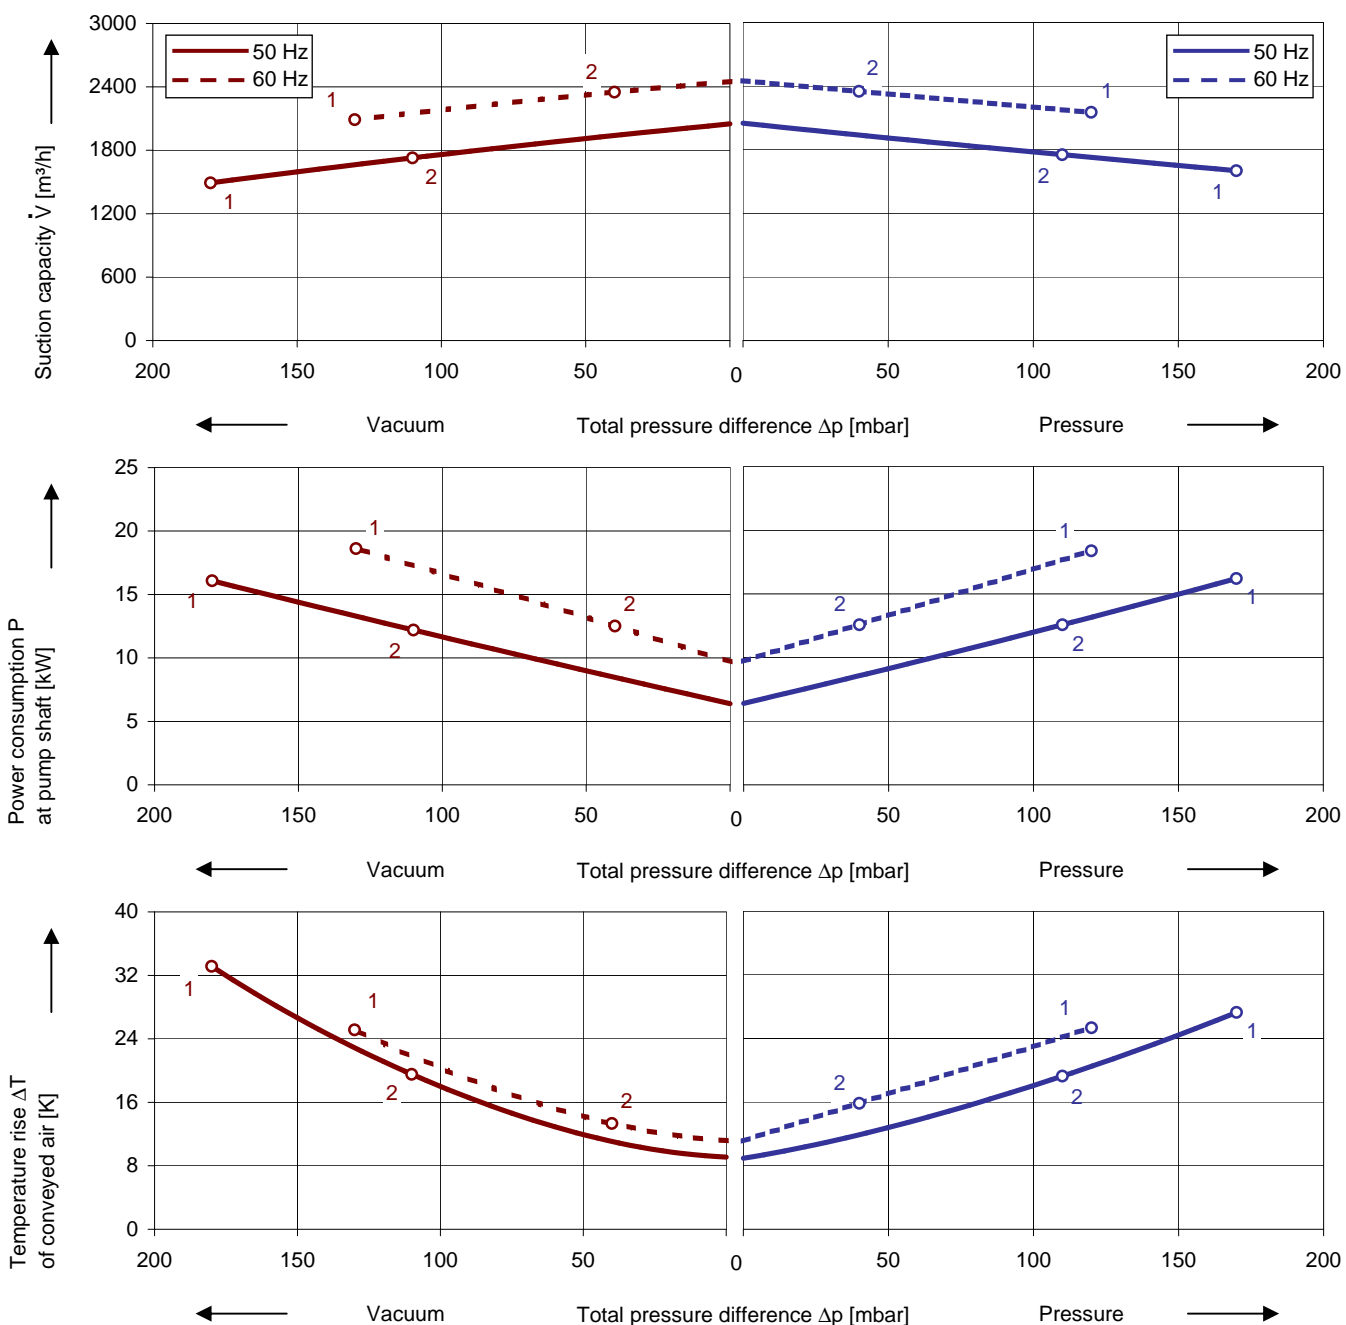 3000
2400
1800
1200
600
0
Suction capacity V̇ [m³/h]
50 Hz
60 Hz
50 Hz
60 Hz
1
2
1
2
2
1
2
1
200 150 100 50 0 50 100 150 200
Vacuum Total pressure difference Δp [mbar] Pressure
25
20
15
10
5
0
Power consumption P
at pump shaft [kW]
1
2
1
2
1
2
2
1
200 150 100 50 0 50 100 150 200
Vacuum Total pressure difference Δp [mbar] Pressure
40
32
24
16
8
0
Temperature rise ΔT
of conveyed air [K]
1
1
2
2
1
2
2
1
200 150 100 50 0 50 100 150 200
Vacuum Total pressure difference Δp [mbar] Pressure